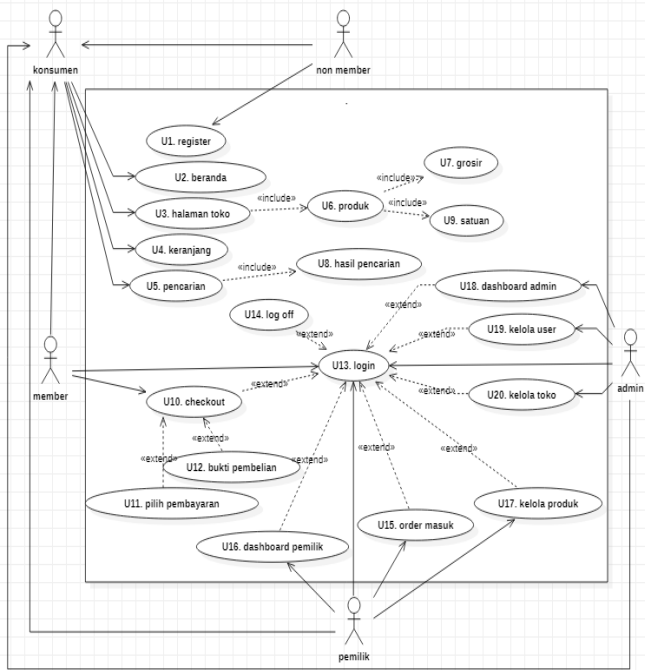 konsumen
non member
U1. register
U7. grosir
«include»
U2. beranda
«include»
U6. produk
«include»
U3. halaman toko
U9. satuan
U4. keranjang
U8. hasil pencarian
«include»
U5. pencarian
U18. dashboard admin
«extend»
U14. log off
«extend»
U19. kelola user
«extend»
U13. login
member
admin
«extend»
«extend»
U20. kelola toko
U10. checkout
«extend»
«extend»
«extend»
«extend»
«extend»
U12. bukti pembelian
U11. pilih pembayaran
U17. kelola produk
U15. order masuk
U16. dashboard pemilik
pemilik